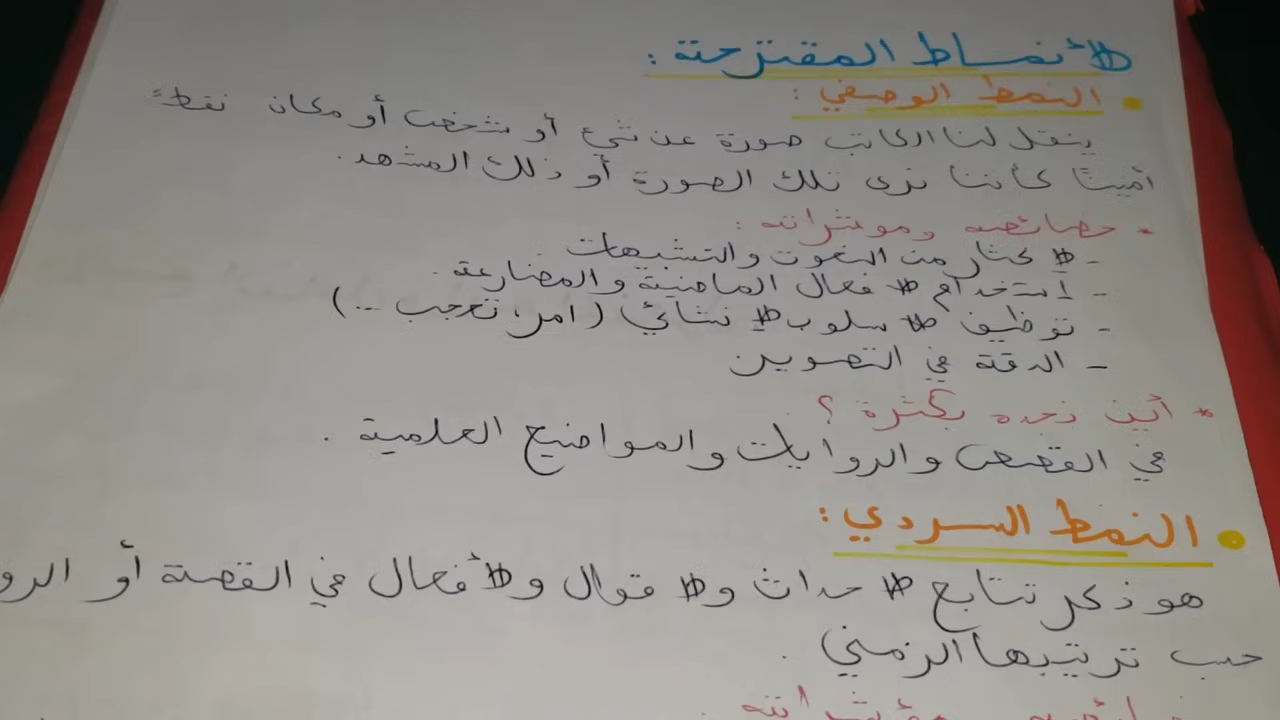 الأنماط المقترحة :
النمط الوصفي :
ينقل لنا الكاتب صورة عن شيء أو شخص أو مكان نقلاً
أميناً كأننا نرى تلك الصورة أو ذلك المشهد .
* خصائصه ومؤشراته :
- الإكثار من النعوت والتشبيهات
- إستخدام الأفعال الماضية والمضارعة .
- توظيف الأسلوب الإنشائي (أمر، تعجب ...)
- الدقة في التصوير
* أين نجده بكثرة ؟
في القصص والروايات والمواضيع العلمية .
النمط السردي :
هو ذكر تتابع الأحداث والأقوال والأفعال في القصة أو الرو
حسب ترتيبها الزمني .